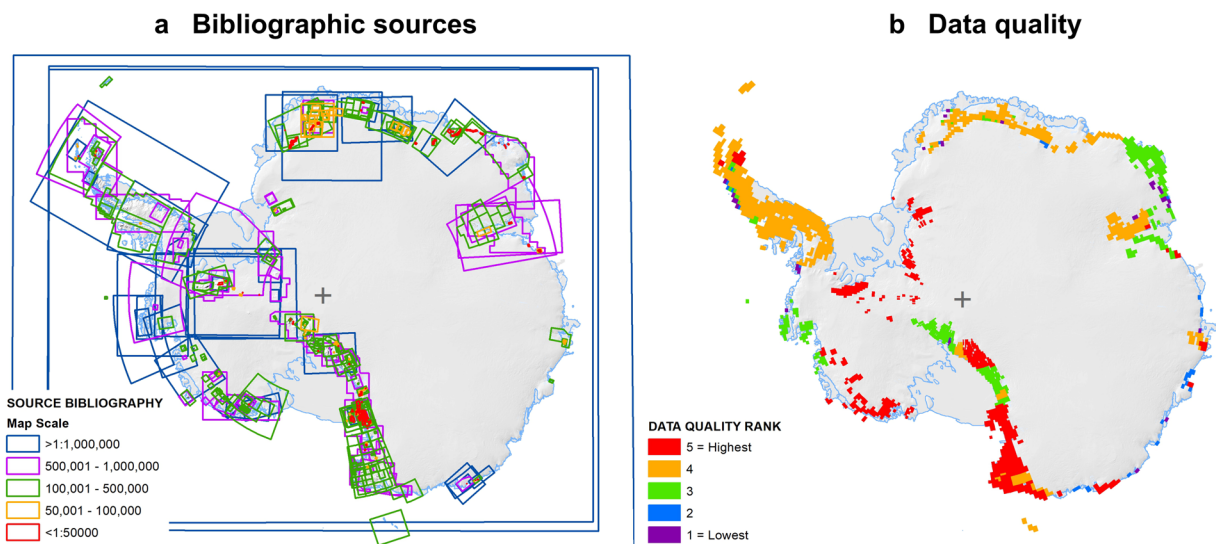 a Bibliographic sources
b Data quality
SOURCE BIBLIOGRAPHY
Map Scale
>1:1,000,000
500,001 - 1,000,000
100,001 - 500,000
50,001 - 100,000
<1:50000
DATA QUALITY RANK
5 = Highest
4
3
2
1 = Lowest